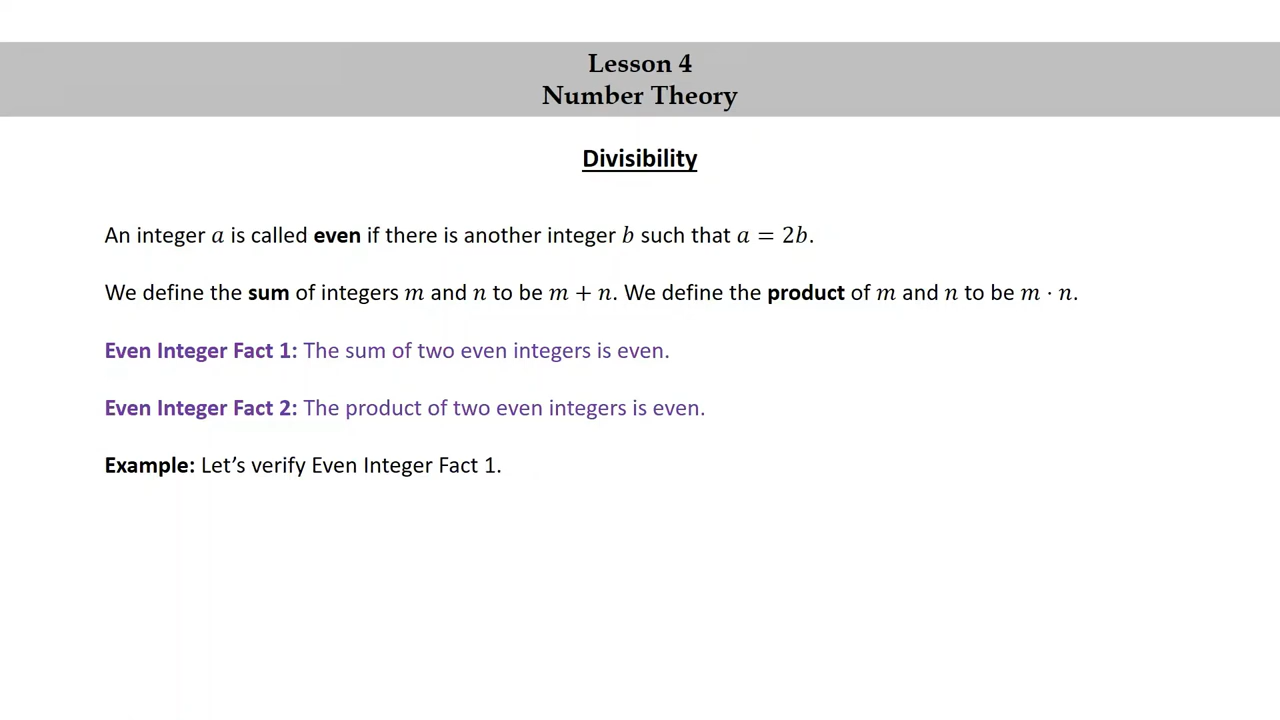 Lesson 4
Number Theory
Divisibility
An integer a is called even if there is another integer b such that a = 2b.
We define the sum of integers m and n to be m + n. We define the product of m and n to be m · n.
Even Integer Fact 1: The sum of two even integers is even.
Even Integer Fact 2: The product of two even integers is even.
Example: Let’s verify Even Integer Fact 1.